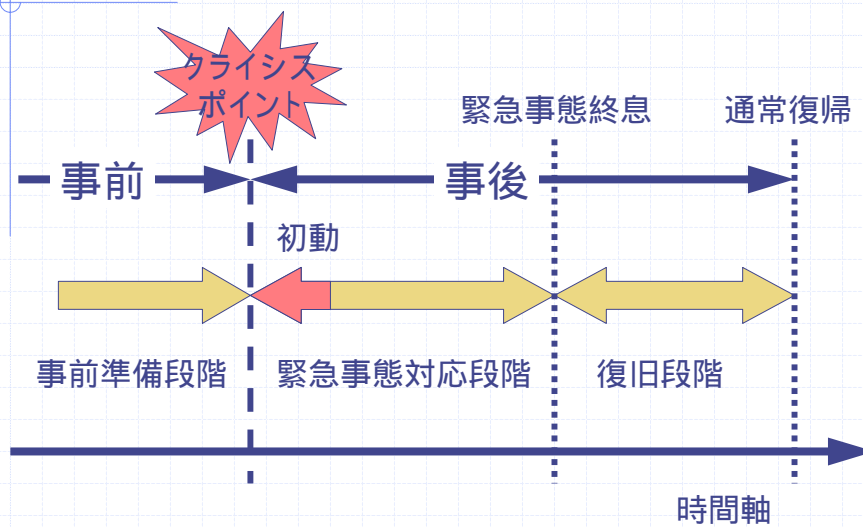 クライシス
ポイント
緊急事態終息
通常復帰
事前
事後
初動
事前準備段階
緊急事態対応段階
復旧段階
時間軸